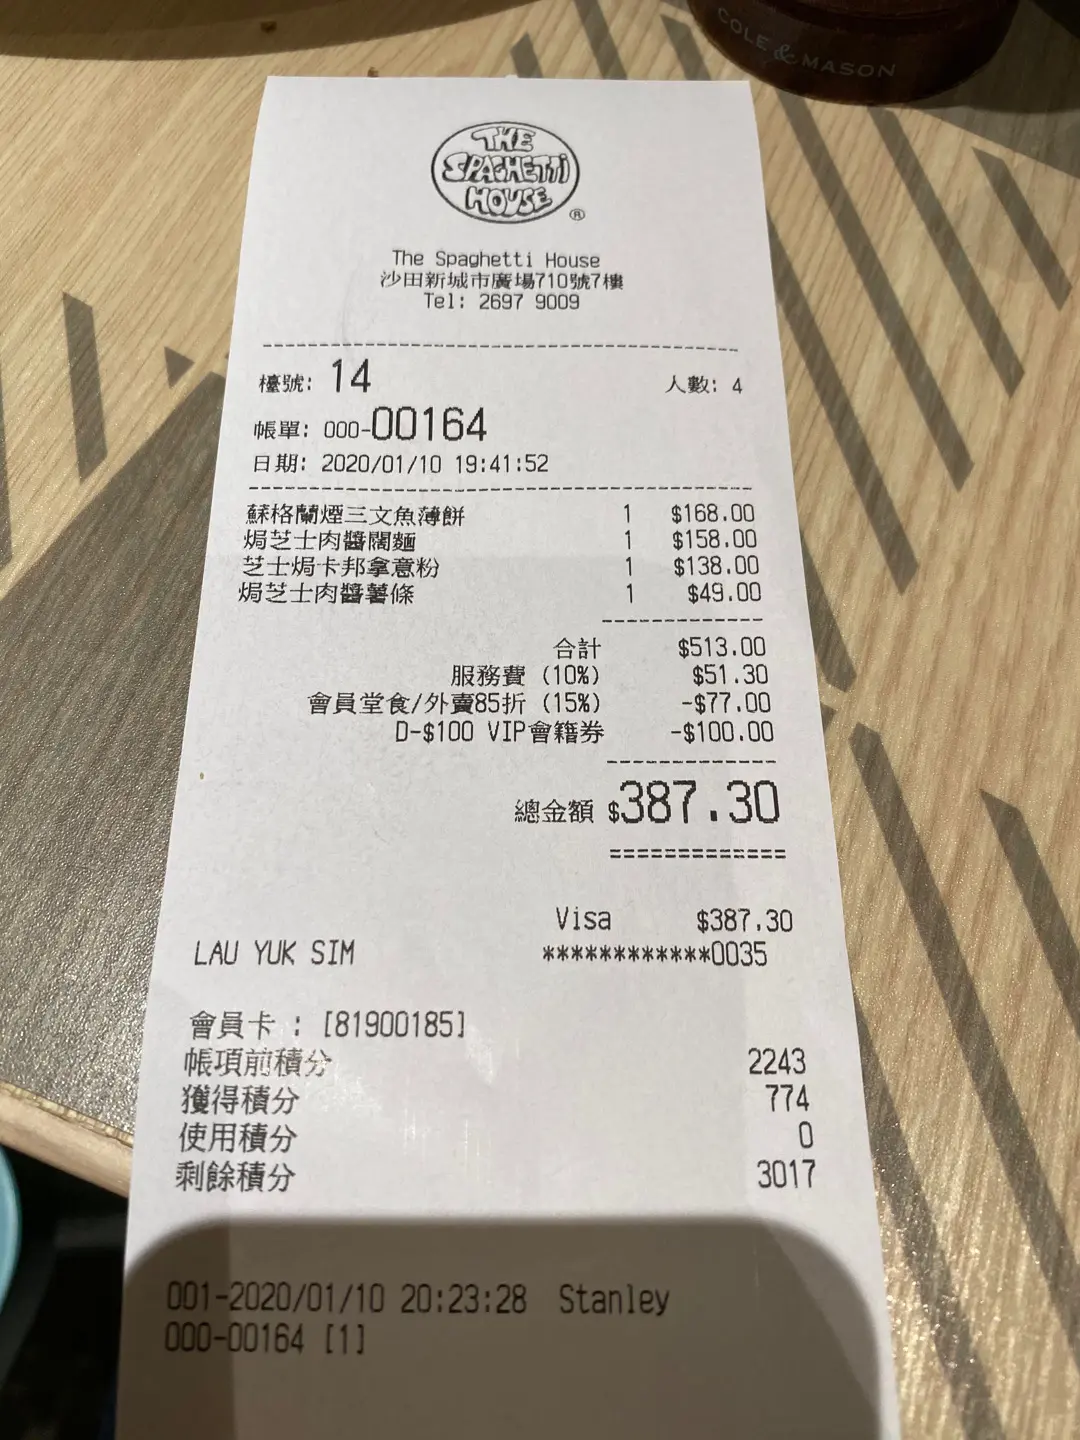 COLE & MASON
THE
SPAGHETTI
HOUSE
®
The Spaghetti House
沙田新城市廣場710號7樓
Tel: 2697 9009
檯號: 14 人數: 4
帳單: 000-00164
日期: 2020/01/10 19:41:52
蘇格蘭煙三文魚薄餅 1 $168.00
焗芝士肉醬闊麵 1 $158.00
芝士焗卡邦拿意粉 1 $138.00
焗芝士肉醬薯條 1 $49.00
合計 $513.00
服務費 (10%) $51.30
會員堂食/外賣85折 (15%) -$77.00
D-$100 VIP會籍券 -$100.00
總金額 $387.30
Visa $387.30
LAU YUK SIM ************0035
會員卡 : [81900185]
帳項前積分 2243
獲得積分 774
使用積分 0
剩餘積分 3017
001-2020/01/10 20:23:28 Stanley
000-00164 [1]